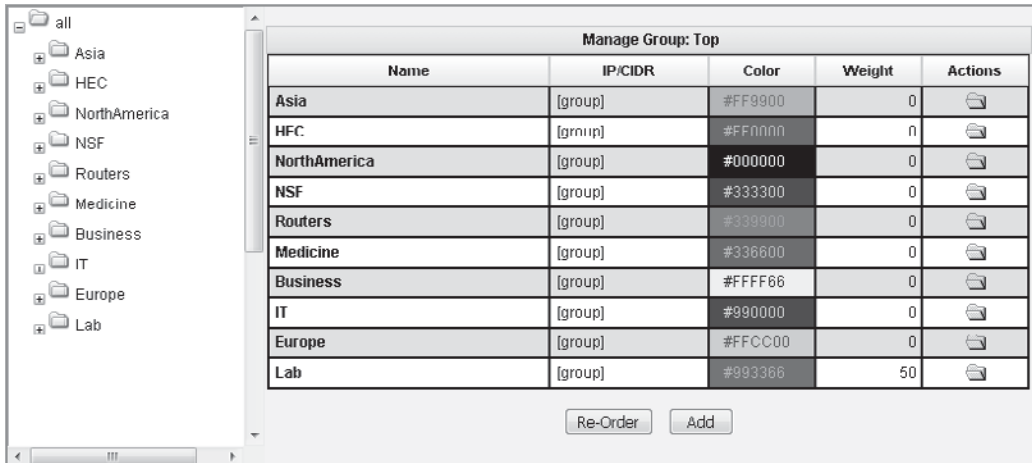 all
Asia
HEC
NorthAmerica
NSF
Routers
Medicine
Business
IT
Europe
Lab
Manage Group: Top
Name IP/CIDR Color Weight Actions
Asia [group] #FF9900 0
HEC [group] #FF0000 0
NorthAmerica [group] #000000 0
NSF [group] #333300 0
Routers [group] #339900 0
Medicine [group] #336600 0
Business [group] #FFFF66 0
IT [group] #990000 0
Europe [group] #FFCC00 0
Lab [group] #993366 50
Re-Order Add